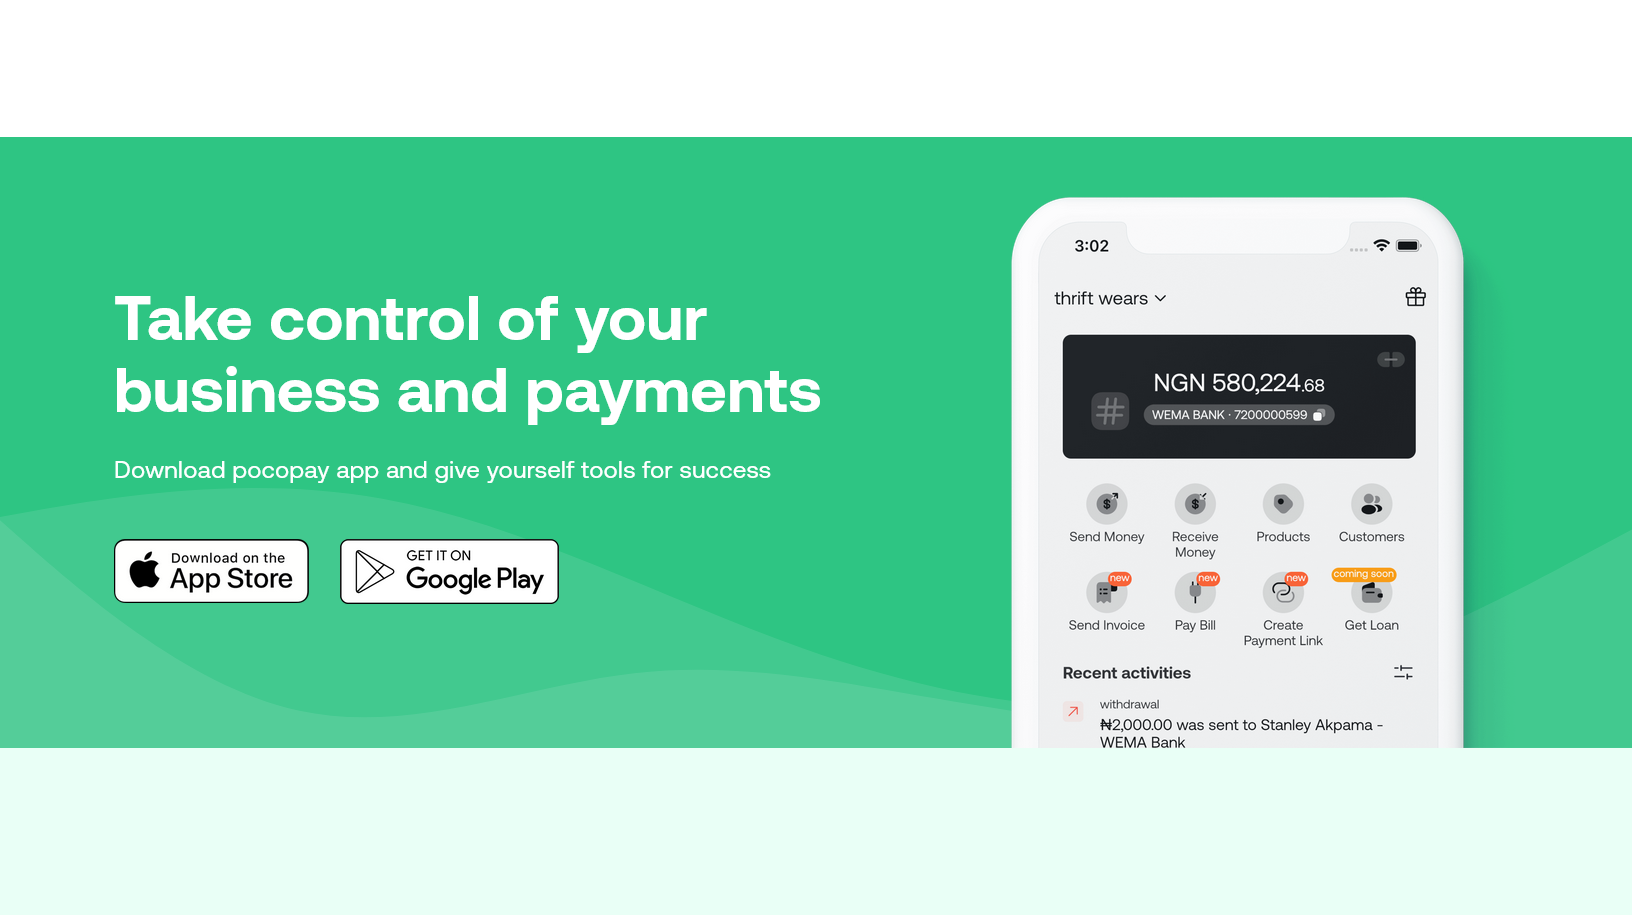 Take control of your
business and payments
Download pocopay app and give yourself tools for success
Download on the
App Store
GET IT ON
Google Play
3:02
thrift wears
NGN 580,224.68
WEMA BANK · 7200000599
Send Money
Receive
Money
Products
Customers
new
new
new
coming soon
Send Invoice
Pay Bill
Create
Payment Link
Get Loan
Recent activities
withdrawal
₦2,000.00 was sent to Stanley Akpama -
WEMA Bank